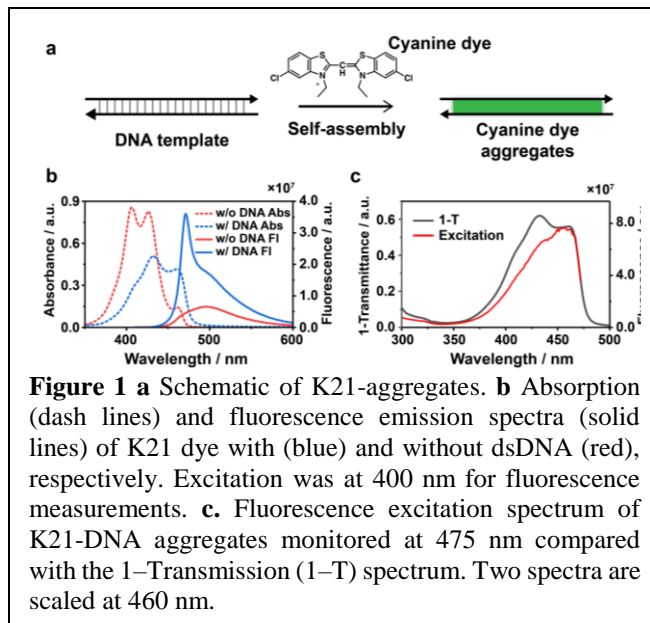 a
Cyanine dye
S
S
Cl
N
+
H
N
Cl
DNA template
Self-assembly
Cyanine dye
aggregates
b
×10⁷
c
×10⁷
0.9
0.6
0.3
0.0
Absorbance / a.u.
w/o DNA Abs
w/ DNA Abs
w/o DNA Fl
w/ DNA Fl
4.0
3.0
2.0
1.0
0.0
Fluorescence / a.u.
400 450 500 550 600
Wavelength / nm
0.6
0.4
0.2
0.0
1-Transmittance / a.u.
1-T
Excitation
8.0
4.0
0.0
300 350 400 450 500
Wavelength / nm
Figure 1 a Schematic of K21-aggregates. b Absorption
(dash lines) and fluorescence emission spectra (solid
lines) of K21 dye with (blue) and without dsDNA (red),
respectively. Excitation was at 400 nm for fluorescence
measurements. c. Fluorescence excitation spectrum of
K21-DNA aggregates monitored at 475 nm compared
with the 1–Transmission (1–T) spectrum. Two spectra are
scaled at 460 nm.